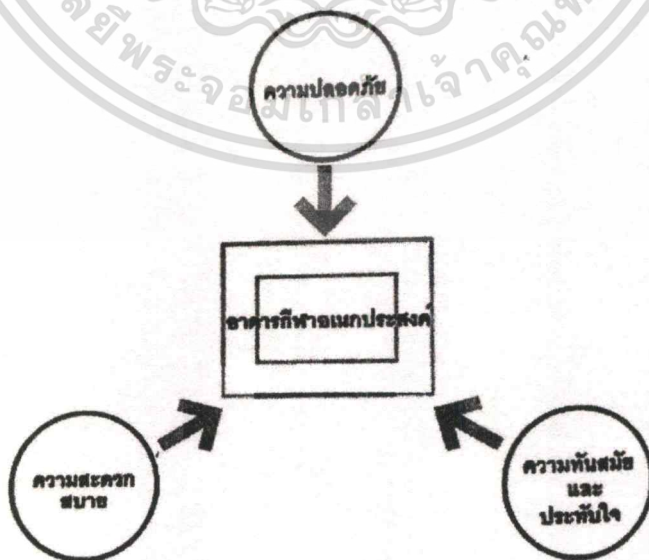 ความปลอดภัย
อาคารกีฬาอเนกประสงค์
ความสะดวก
สบาย
ความทันสมัย
และ
ประทับใจ